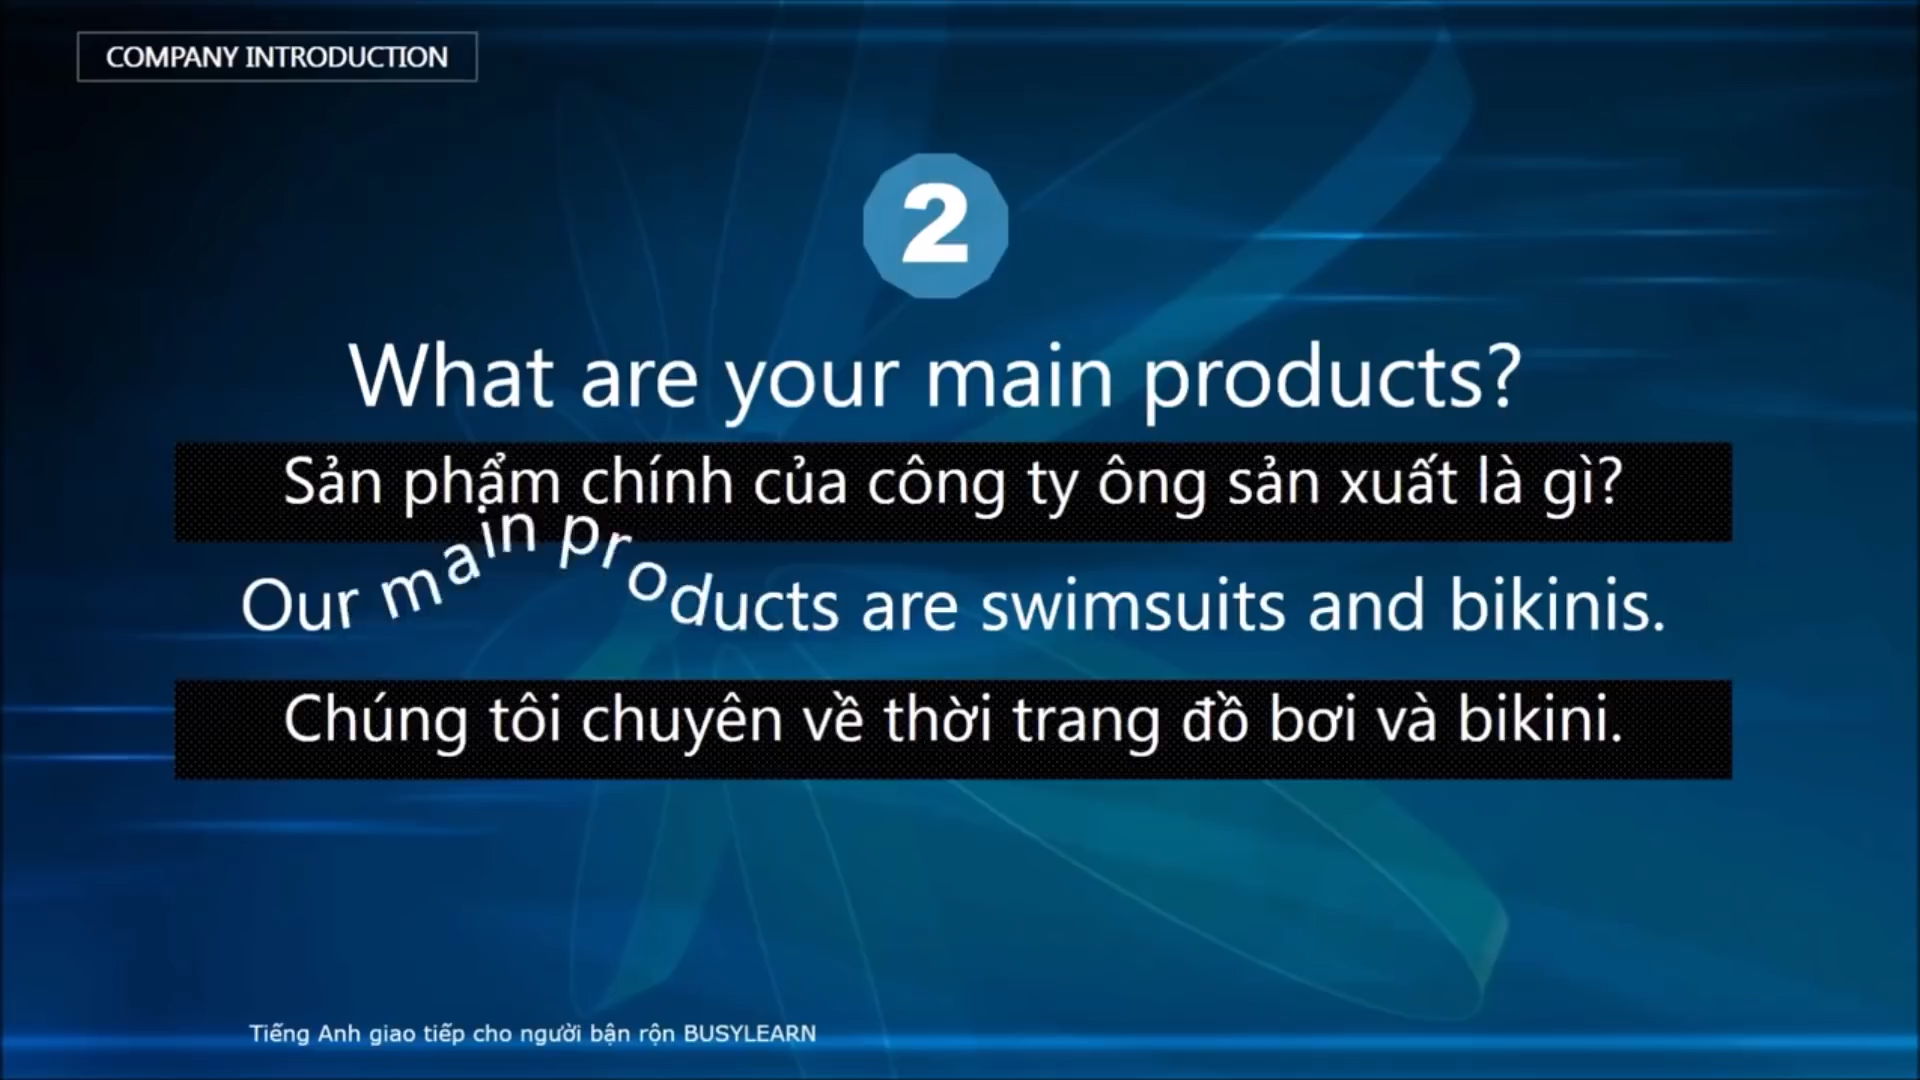 COMPANY INTRODUCTION
2
What are your main products?
Sản phẩm chính của công ty ông sản xuất là gì?
Our main products are swimsuits and bikinis.
Chúng tôi chuyên về thời trang đồ bơi và bikini.
Tiếng Anh giao tiếp cho người bận rộn BUSYLEARN